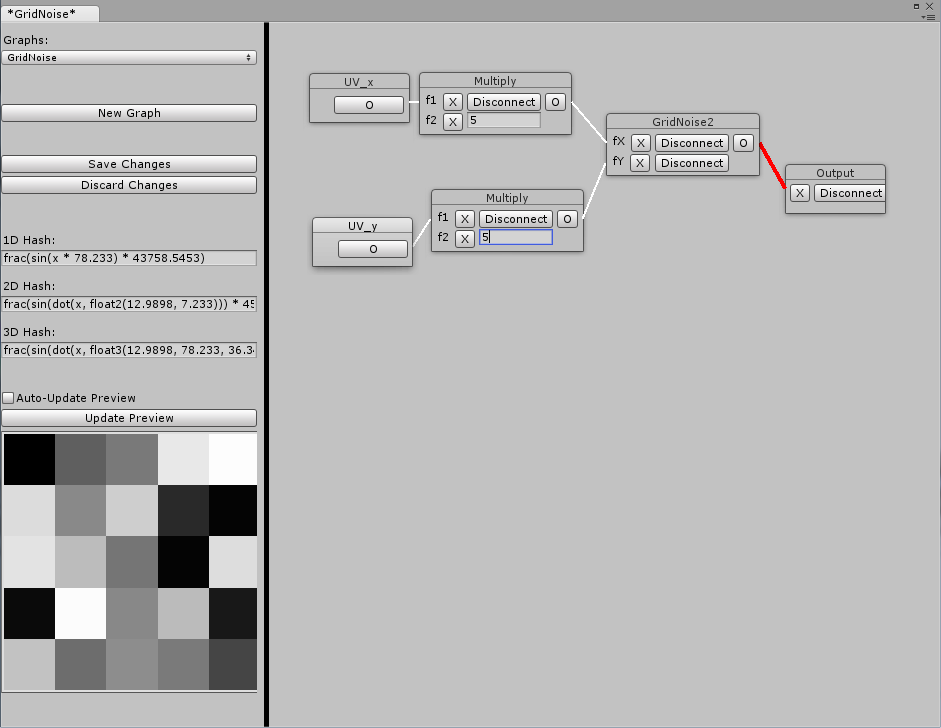 *GridNoise*
Graphs:
GridNoise
New Graph
Save Changes
Discard Changes
1D Hash:
frac(sin(x * 78.233) * 43758.5453)
2D Hash:
frac(sin(dot(x, float2(12.9898, 7.233))) * 45
3D Hash:
frac(sin(dot(x, float3(12.9898, 78.233, 36.34
Auto-Update Preview
Update Preview
UV_x
O
Multiply
f1 X Disconnect O
f2 X 5
UV_y
O
Multiply
f1 X Disconnect O
f2 X 5
GridNoise2
fX X Disconnect O
fY X Disconnect
Output
X Disconnect